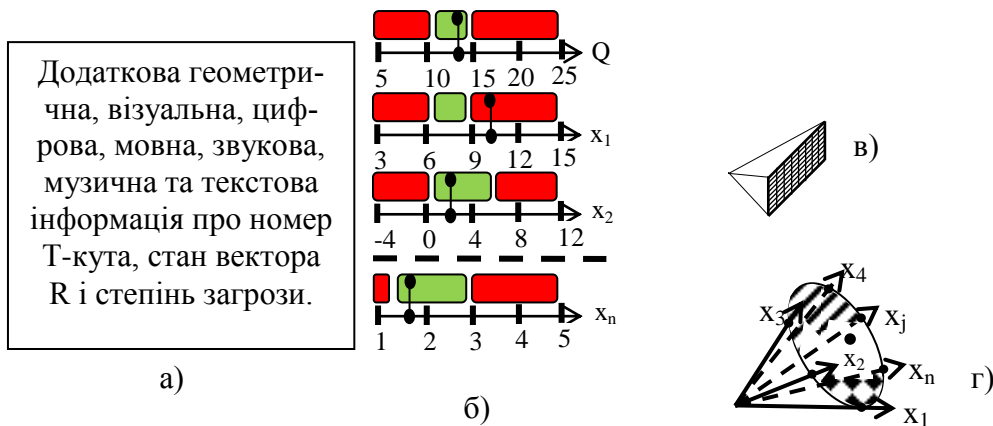 Додаткова геометри-
чна, візуальна, циф-
рова, мовна, звукова,
музична та текстова
інформація про номер
Т-кута, стан вектора
R і степінь загрози.
а)
5 10 15 20 25 Q
3 6 9 12 15 x1
-4 0 4 8 12 x2
1 2 3 4 5 xn
б)
в)
x4
x3
xj
x2
xn
x1
г)